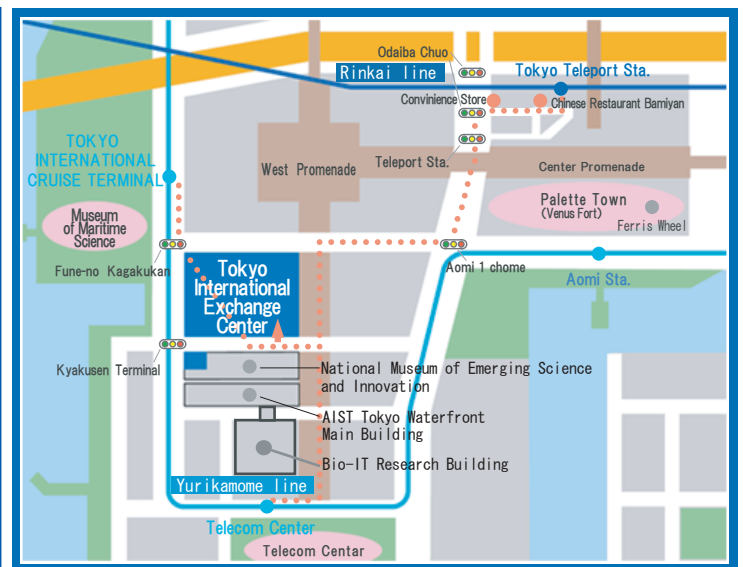 Odaiba Chuo
Rinkai line
Tokyo Teleport Sta.
Convinience Store
Chinese Restaurant Bamiyan
TOKYO
INTERNATIONAL
CRUISE TERMINAL
West Promenade
Teleport Sta.
Center Promenade
Palette Town
(Venus Fort)
Ferris Wheel
Museum
of Maritime
Science
Fune-no Kagakukan
Tokyo
International
Exchange
Center
Aomi 1 chome
Aomi Sta.
Kyakusen Terminal
National Museum of Emerging Science
and Innovation
AIST Tokyo Waterfront
Main Building
Bio-IT Research Building
Yurikamome line
Telecom Center
Telecom Centar